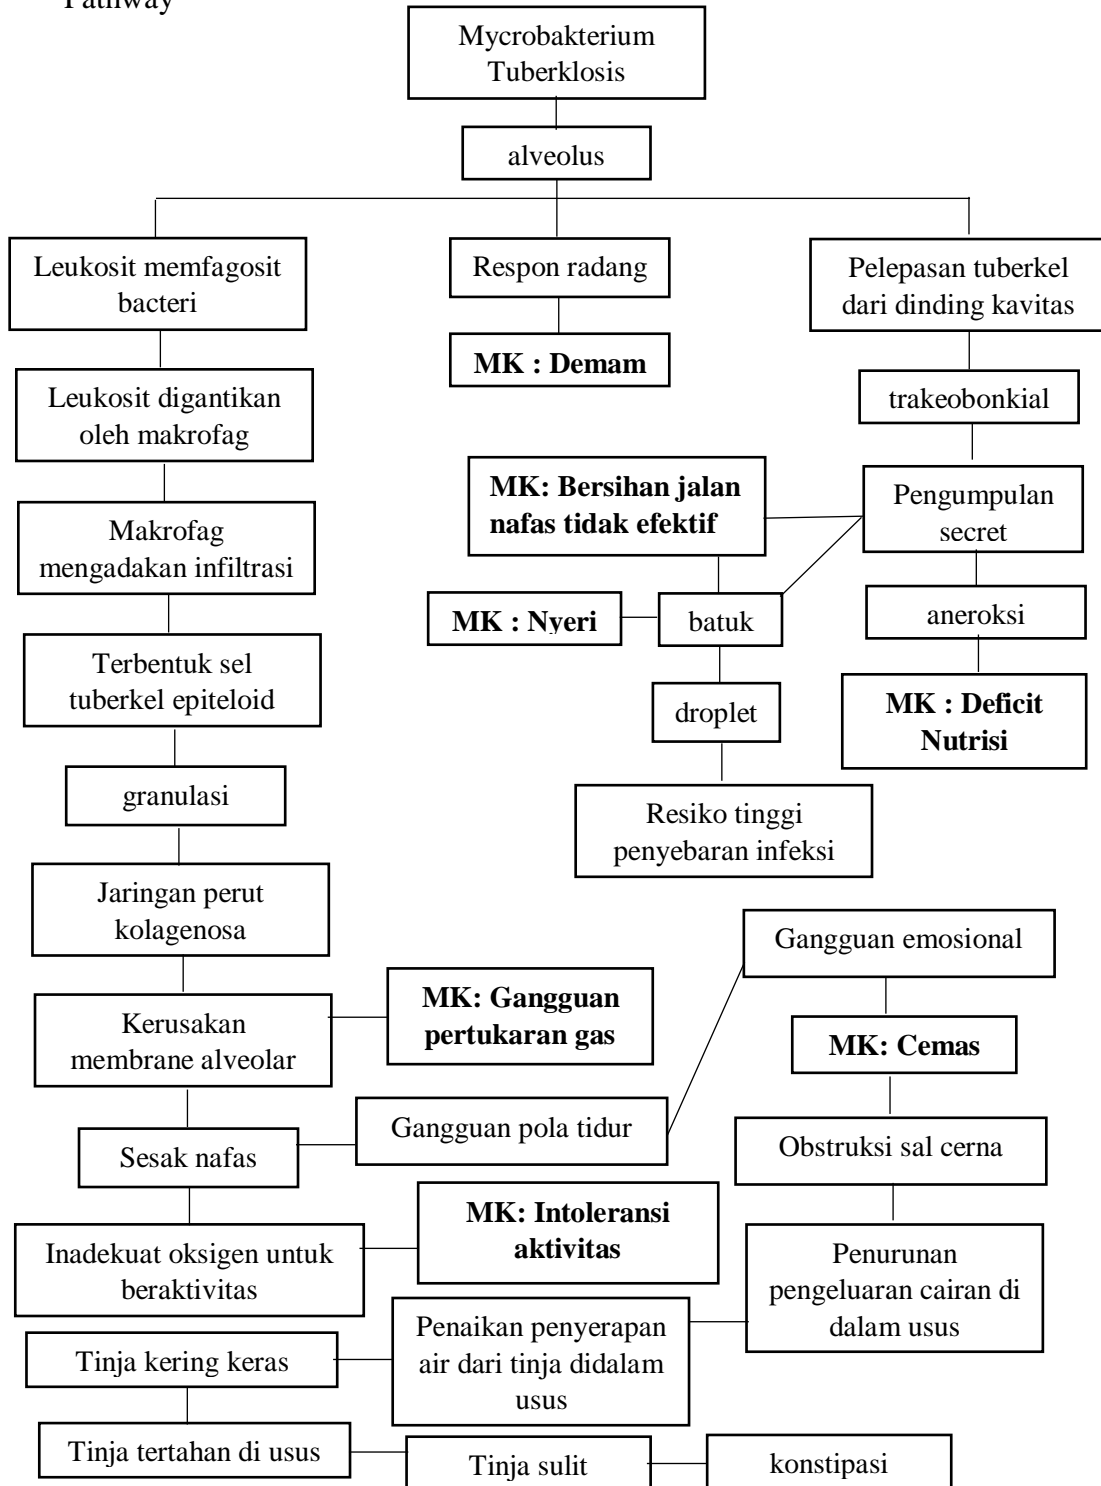 Pathway
Mycrobakterium
Tuberklosis
alveolus
Leukosit memfagosit
bacteri
Respon radang
Pelepasan tuberkel
dari dinding kavitas
MK : Demam
Leukosit digantikan
oleh makrofag
trakeobonkial
MK: Bersihan jalan
nafas tidak efektif
Pengumpulan
secret
Makrofag
mengadakan infiltrasi
MK : Nyeri
batuk
aneroksi
Terbentuk sel
tuberkel epiteloid
droplet
MK : Deficit
Nutrisi
granulasi
Resiko tinggi
penyebaran infeksi
Jaringan perut
kolagenosa
Gangguan emosional
Kerusakan
membrane alveolar
MK: Gangguan
pertukaran gas
MK: Cemas
Sesak nafas
Gangguan pola tidur
Obstruksi sal cerna
Inadekuat oksigen untuk
beraktivitas
MK: Intoleransi
aktivitas
Penurunan
pengeluaran cairan di
dalam usus
Penaikan penyerapan
air dari tinja didalam
usus
Tinja kering keras
Tinja tertahan di usus
Tinja sulit
konstipasi